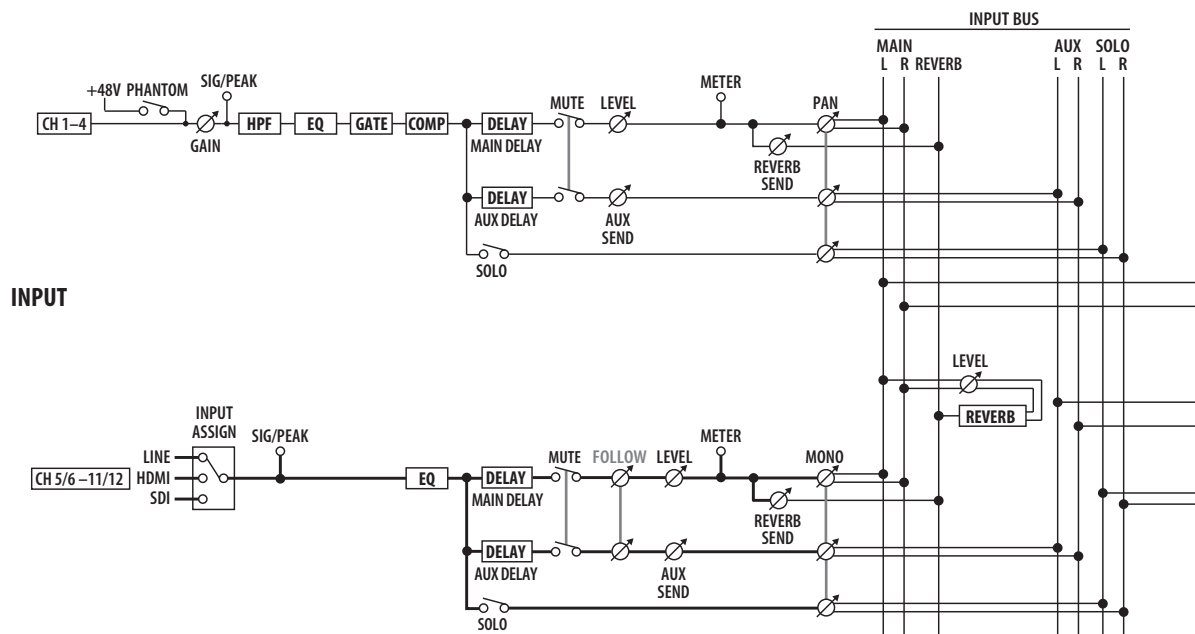 INPUT BUS
MAIN
AUX
SOLO
L
R
REVERB
L
R
L
R
+48V PHANTOM
SIG/PEAK
CH 1–4
GAIN
HPF
EQ
GATE
COMP
DELAY
MAIN DELAY
MUTE
LEVEL
METER
PAN
REVERB
SEND
DELAY
AUX DELAY
AUX
SEND
SOLO
INPUT
LEVEL
REVERB
INPUT
ASSIGN
LINE
HDMI
SDI
CH 5/6 –11/12
SIG/PEAK
EQ
DELAY
MAIN DELAY
MUTE
FOLLOW
LEVEL
METER
MONO
REVERB
SEND
DELAY
AUX DELAY
AUX
SEND
SOLO